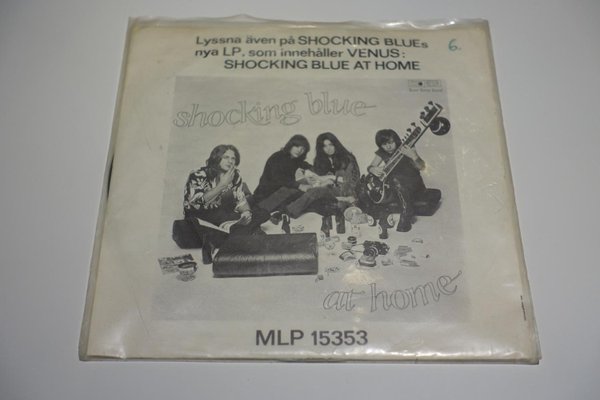 Lyssna även på SHOCKING BLUEs
nya LP, som innehåller VENUS:
SHOCKING BLUE AT HOME
6.
shocking blue
at home
MLP 15353